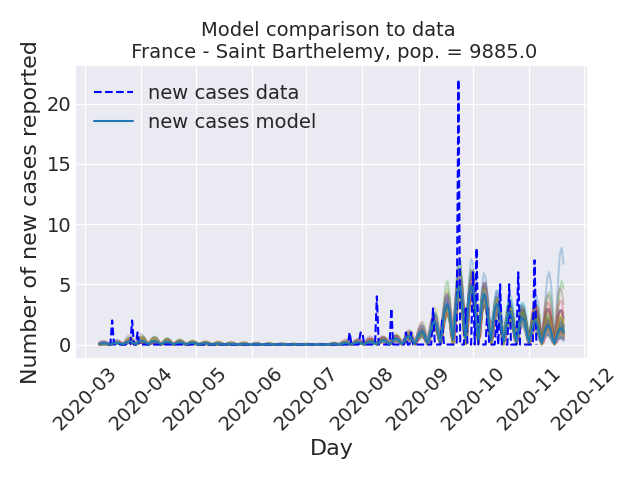 Model comparison to data
France - Saint Barthelemy, pop. = 9885.0
Number of new cases reported
20
15
10
5
0
new cases data
new cases model
2020-03
2020-04
2020-05
2020-06
2020-07
2020-08
2020-09
2020-10
2020-11
2020-12
Day